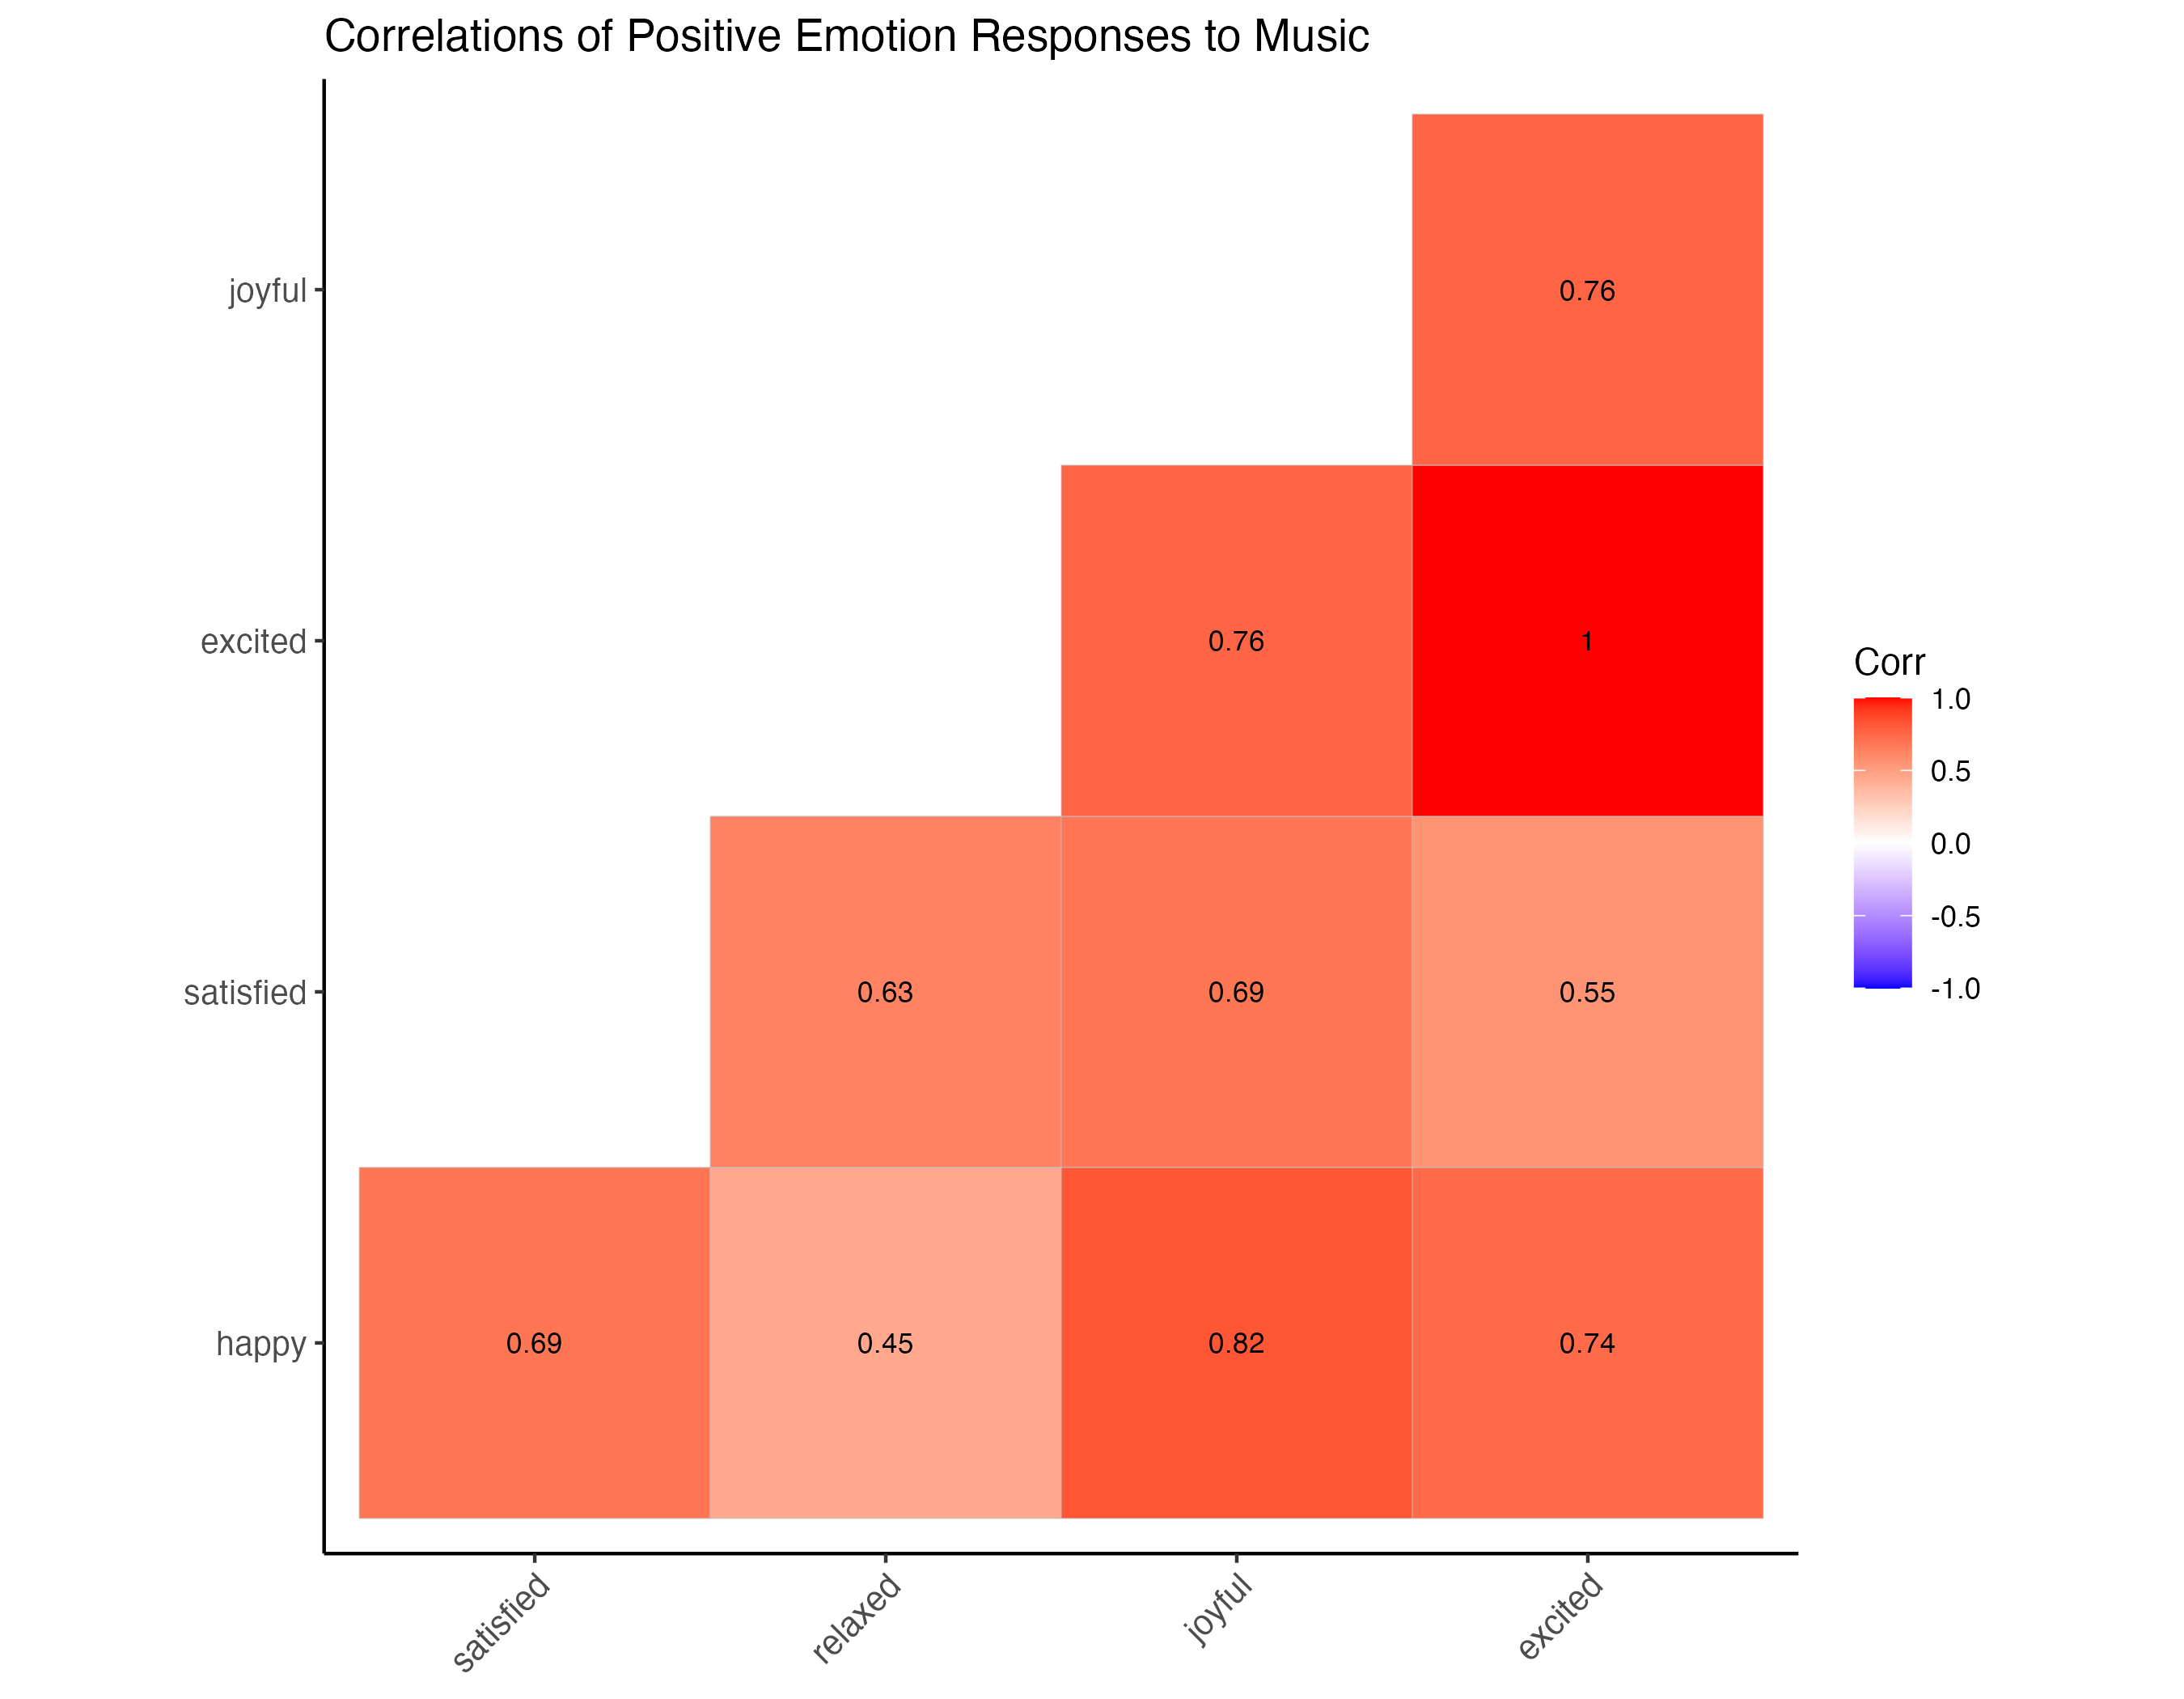 Correlations of Positive Emotion Responses to Music
joyful
0.76
excited
0.76 1
satisfied
0.63 0.69 0.55
happy
0.69 0.45 0.82 0.74
satisfied relaxed joyful excited
Corr
1.0
0.5
0.0
-0.5
-1.0